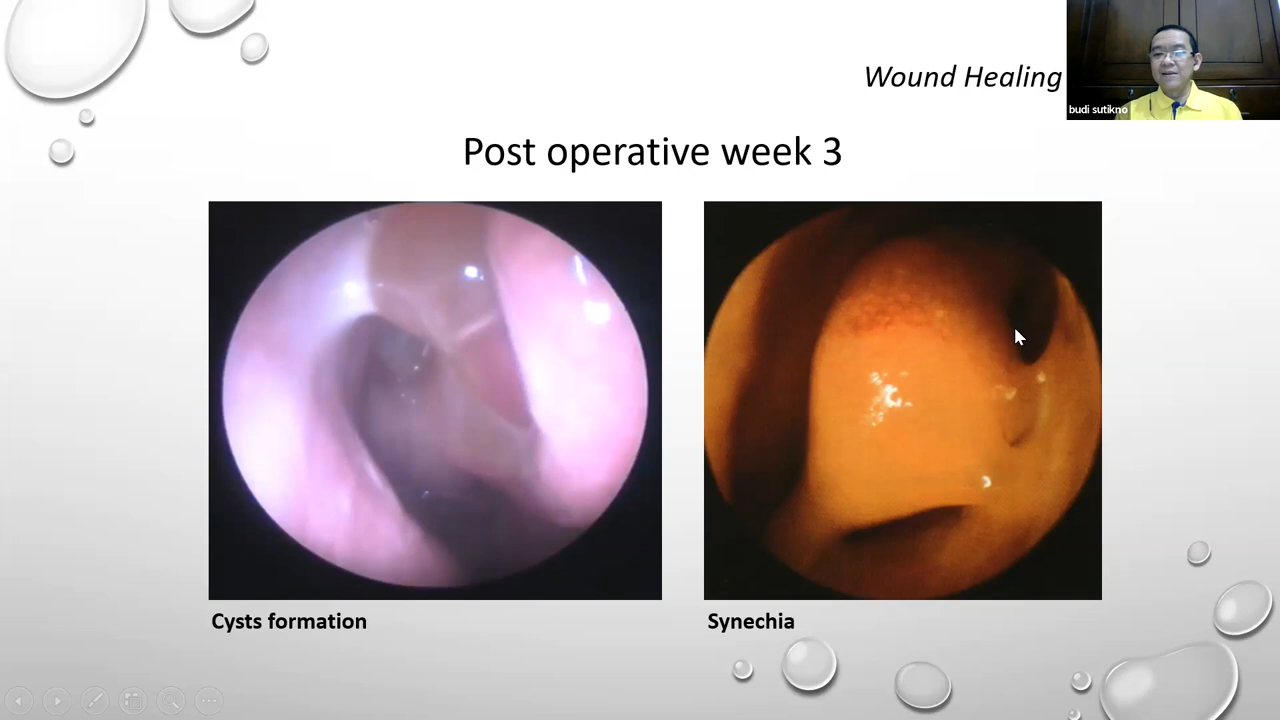 Wound Healing
budi sutikno
Post operative week 3
Cysts formation
Synechia